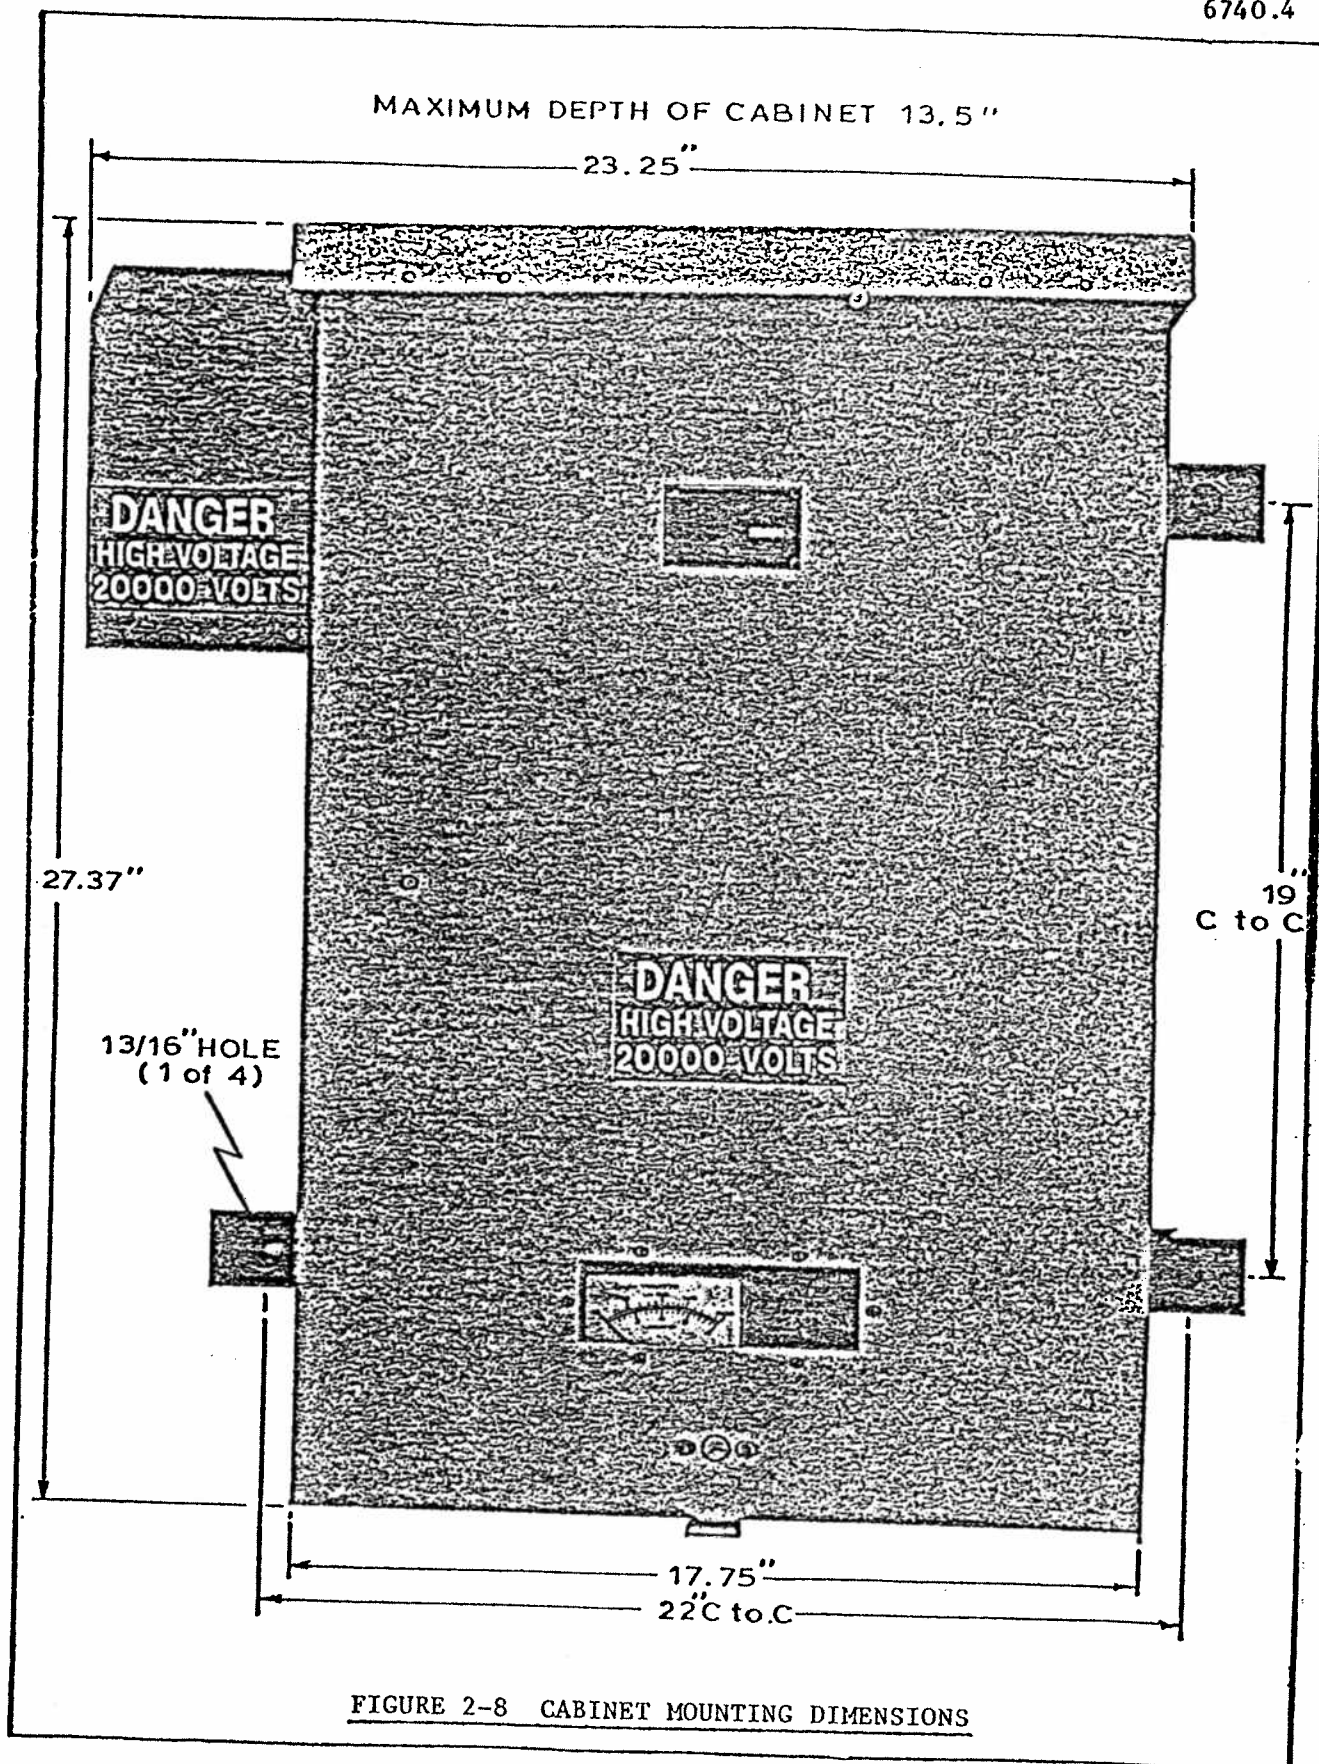 6740.4
MAXIMUM DEPTH OF CABINET 13.5"
23.25"
DANGER
HIGH VOLTAGE
20000 VOLTS
27.37"
19"
C to C
DANGER
HIGH VOLTAGE
20000 VOLTS
13/16" HOLE
(1 of 4)
17.75"
22" C to.C
FIGURE 2-8 CABINET MOUNTING DIMENSIONS